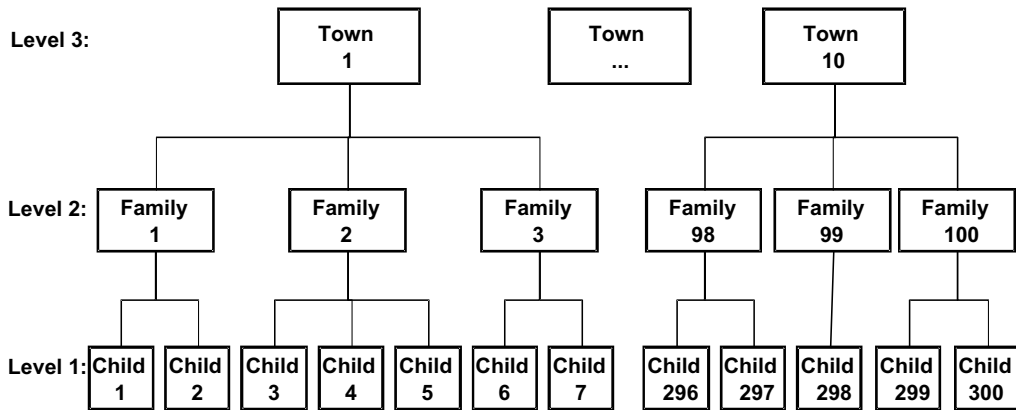 Level 3:
Town
1
Town
...
Town
10
Level 2:
Family
1
Family
2
Family
3
Family
98
Family
99
Family
100
Level 1:
Child
1
Child
2
Child
3
Child
4
Child
5
Child
6
Child
7
Child
296
Child
297
Child
298
Child
299
Child
300